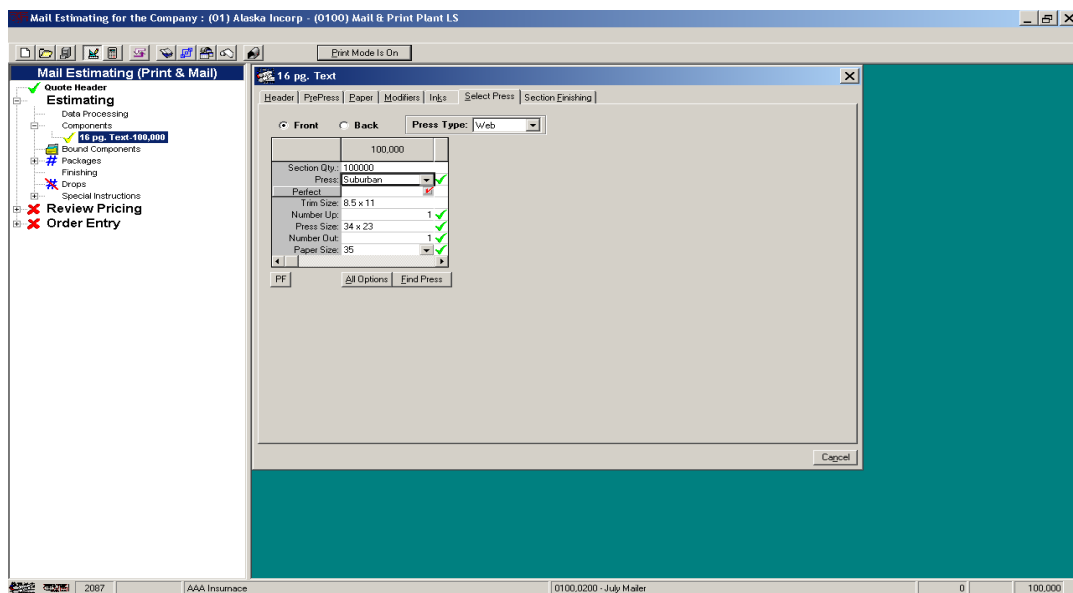 Mail Estimating for the Company : (01) Alaska Incorp - (0100) Mail & Print Plant LS
Print Mode Is On
Mail Estimating (Print & Mail)
Quote Header
Estimating
Data Processing
Components
16 pg. Text-100,000
Bound Components
Packages
Finishing
Drops
Special Instructions
Review Pricing
Order Entry
16 pg. Text
Header PrePress Paper Modifiers Inks Select Press Section Finishing
Front Back Press Type: Web
100,000
Section Qty.: 100000
Press: Suburban
Perfect
Trim Size: 8.5 x 11
Number Up: 1
Press Size: 34 x 23
Number Out: 1
Paper Size: 35
PF All Options Find Press
Cancel
2087 AAA Insurnace 0100,0200 - July Mailer 0 100,000